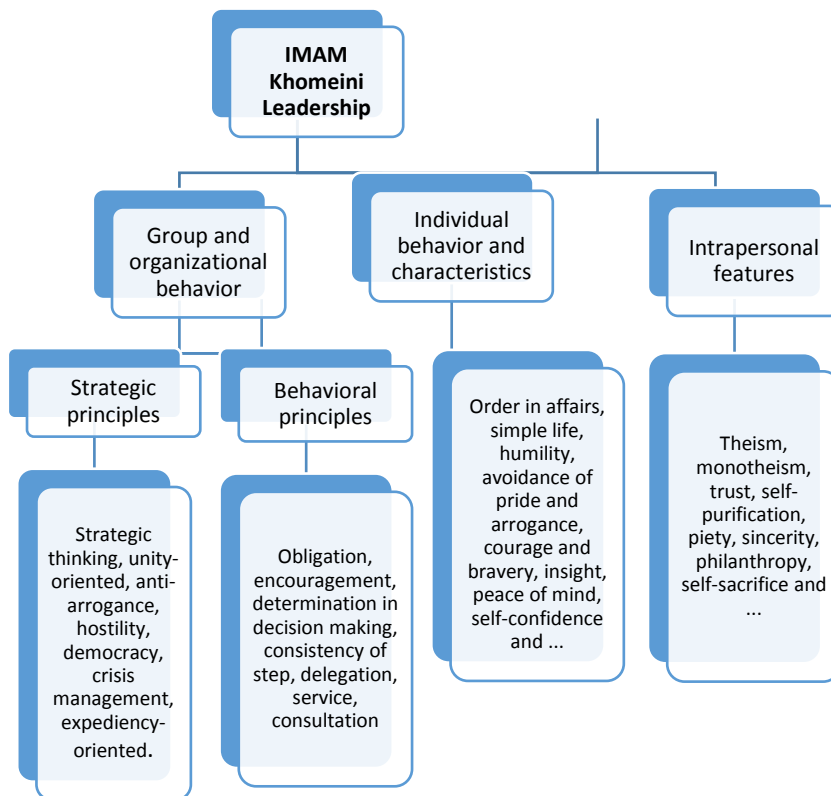 IMAM
Khomeini
Leadership
Group and
organizational
behavior
Individual
behavior and
characteristics
Intrapersonal
features
Strategic
principles
Behavioral
principles
Strategic
thinking, unity-
oriented, anti-
arrogance,
hostility,
democracy,
crisis
management,
expediency-
oriented.
Obligation,
encouragement,
determination in
decision making,
consistency of
step, delegation,
service,
consultation
Order in affairs,
simple life,
humility,
avoidance of
pride and
arrogance,
courage and
bravery, insight,
peace of mind,
self-confidence
and ...
Theism,
monotheism,
trust, self-
purification,
piety, sincerity,
philanthropy,
self-sacrifice and
...